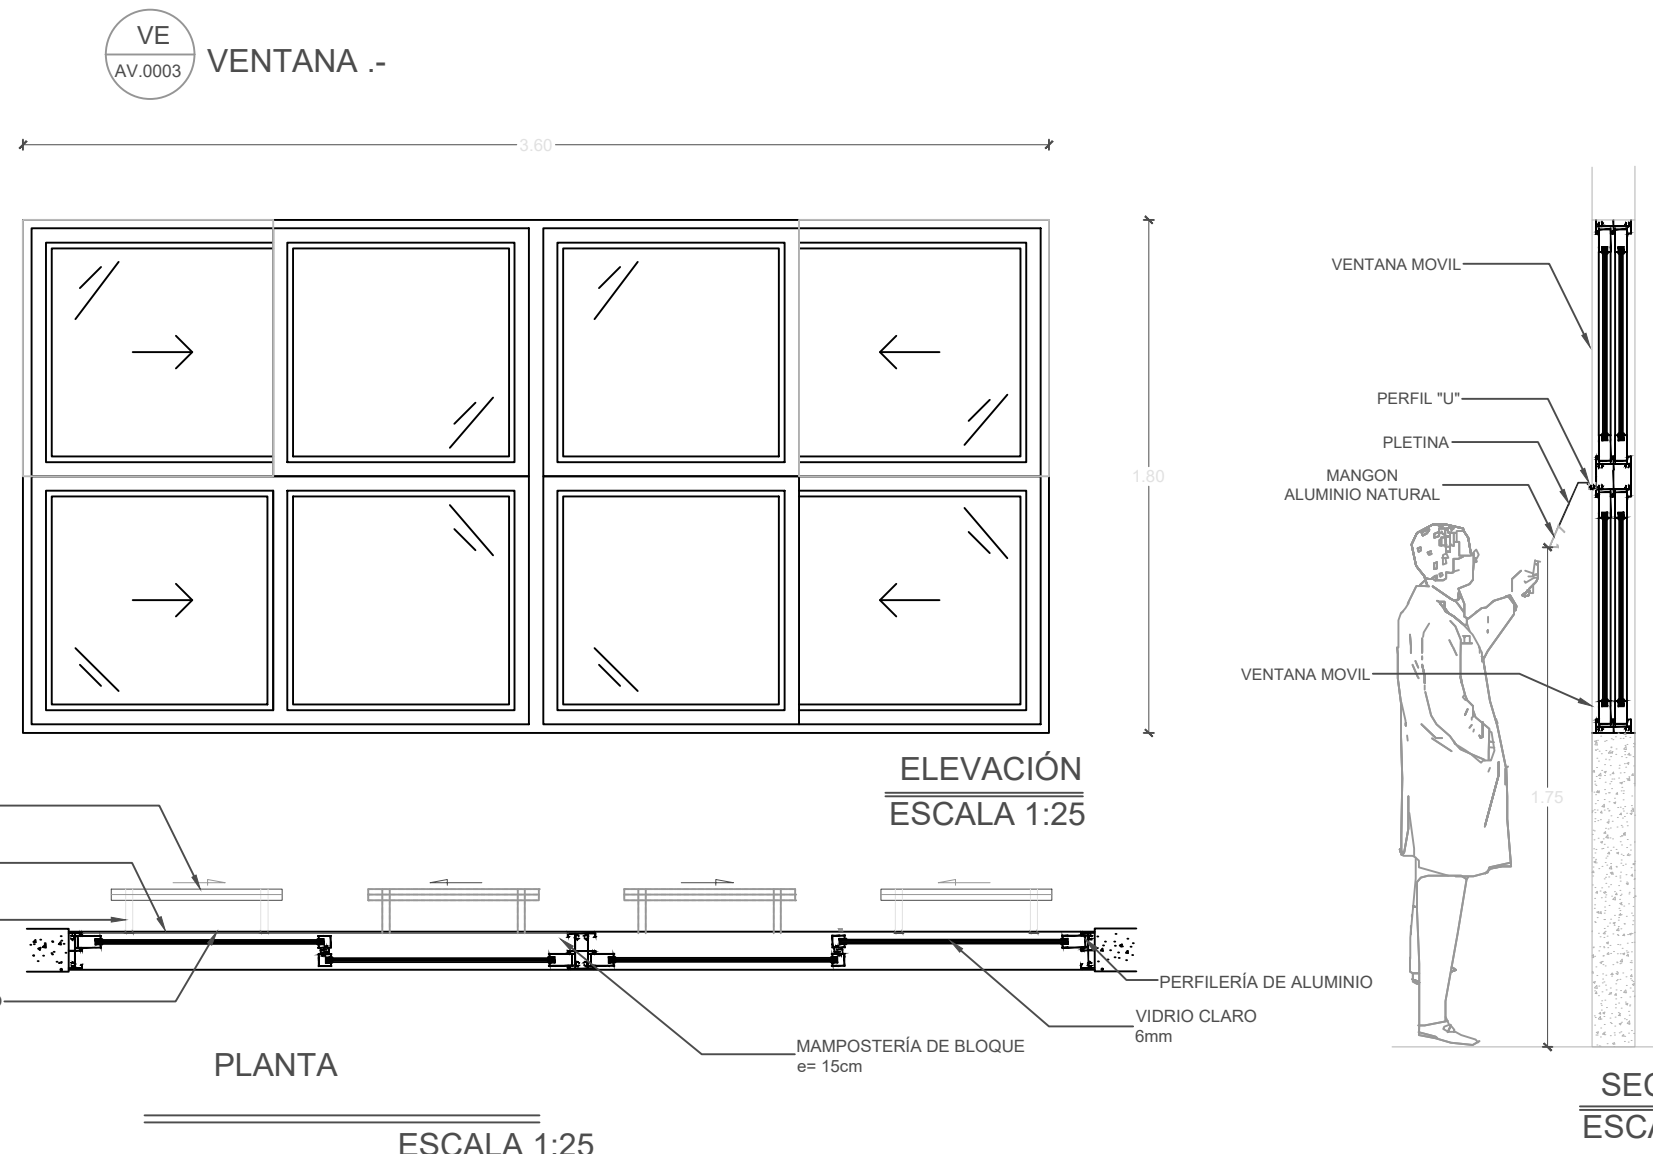 VE
AV.0003
VENTANA .-
3.60
1.80
ELEVACIÓN
ESCALA 1:25
VENTANA MOVIL
PERFIL "U"
PLETINA
MANGON
ALUMINIO NATURAL
VENTANA MOVIL
1.75
PERFILERÍA DE ALUMINIO
VIDRIO CLARO
6mm
MAMPOSTERÍA DE BLOQUE
e= 15cm
PLANTA
ESCALA 1:25